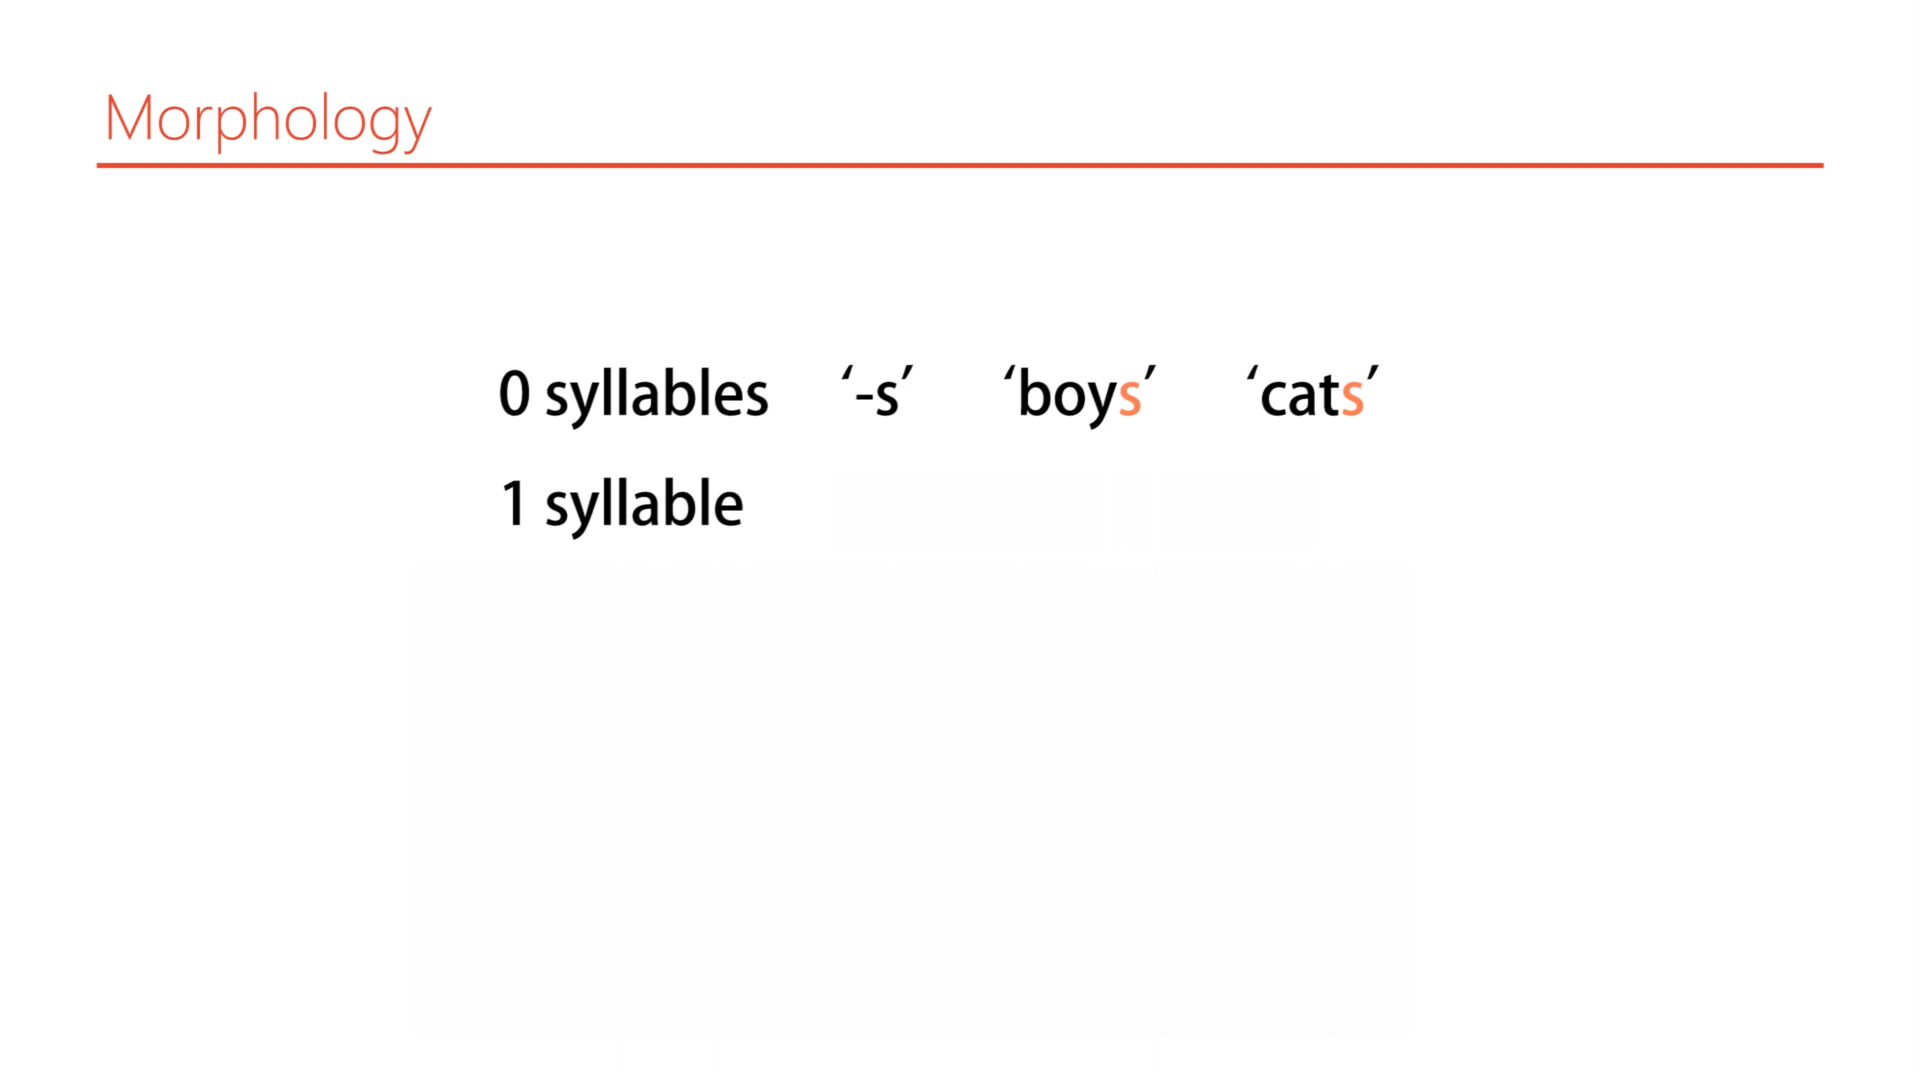 Morphology
0 syllables ‘-s’ ‘boys’ ‘cats’
1 syllable